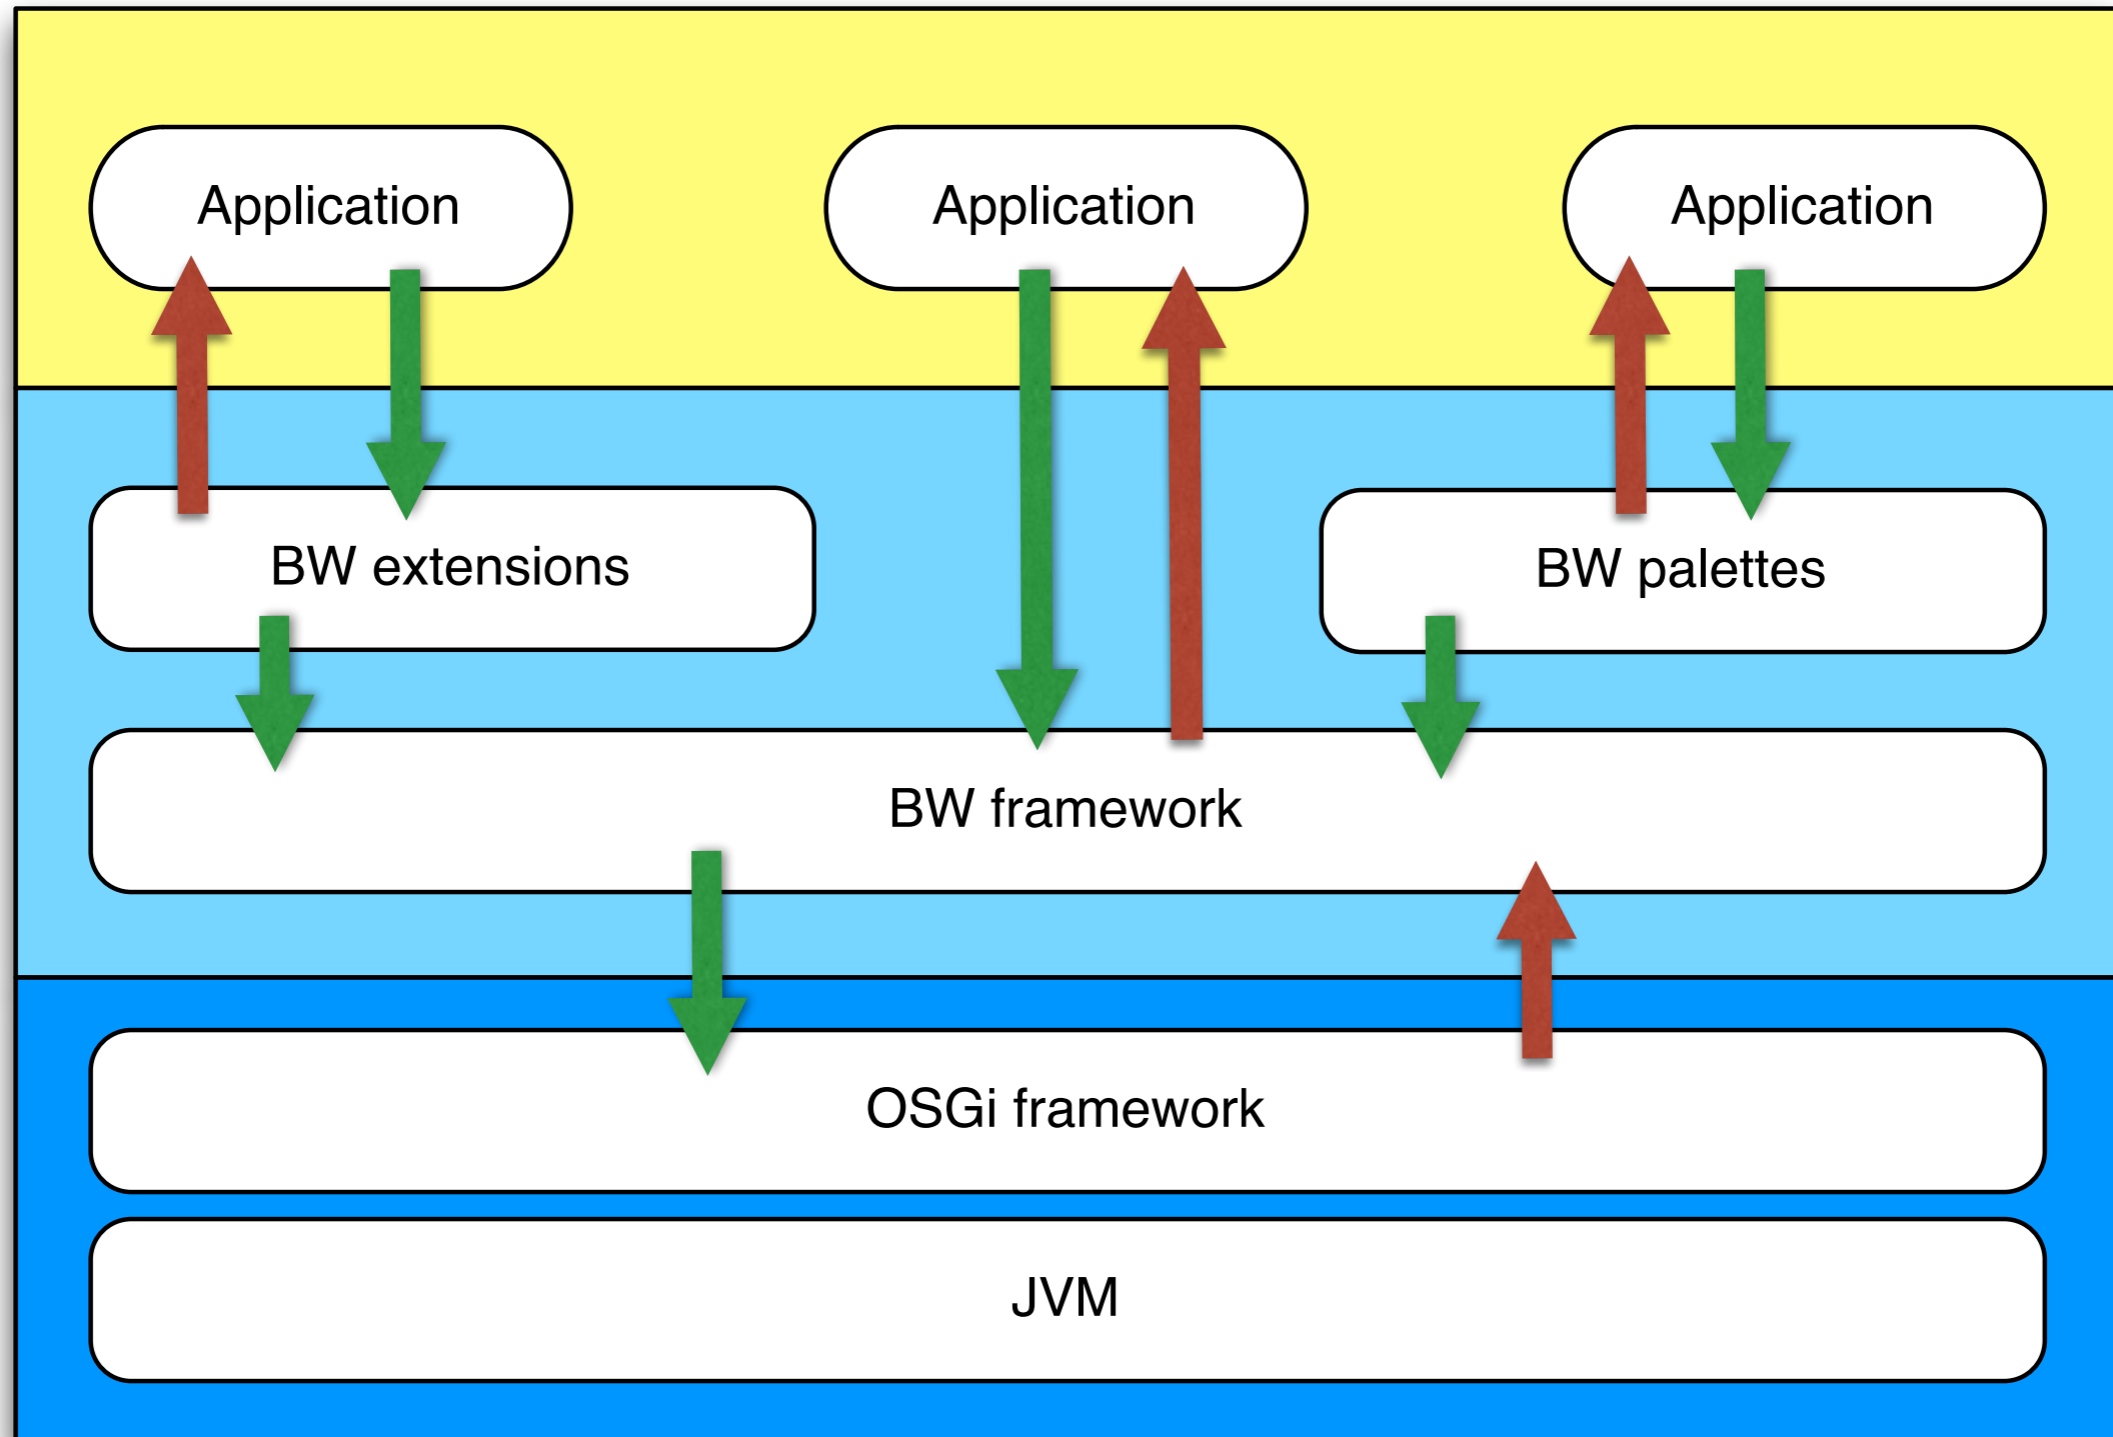 Application
Application
Application
BW extensions
BW palettes
BW framework
OSGi framework
JVM